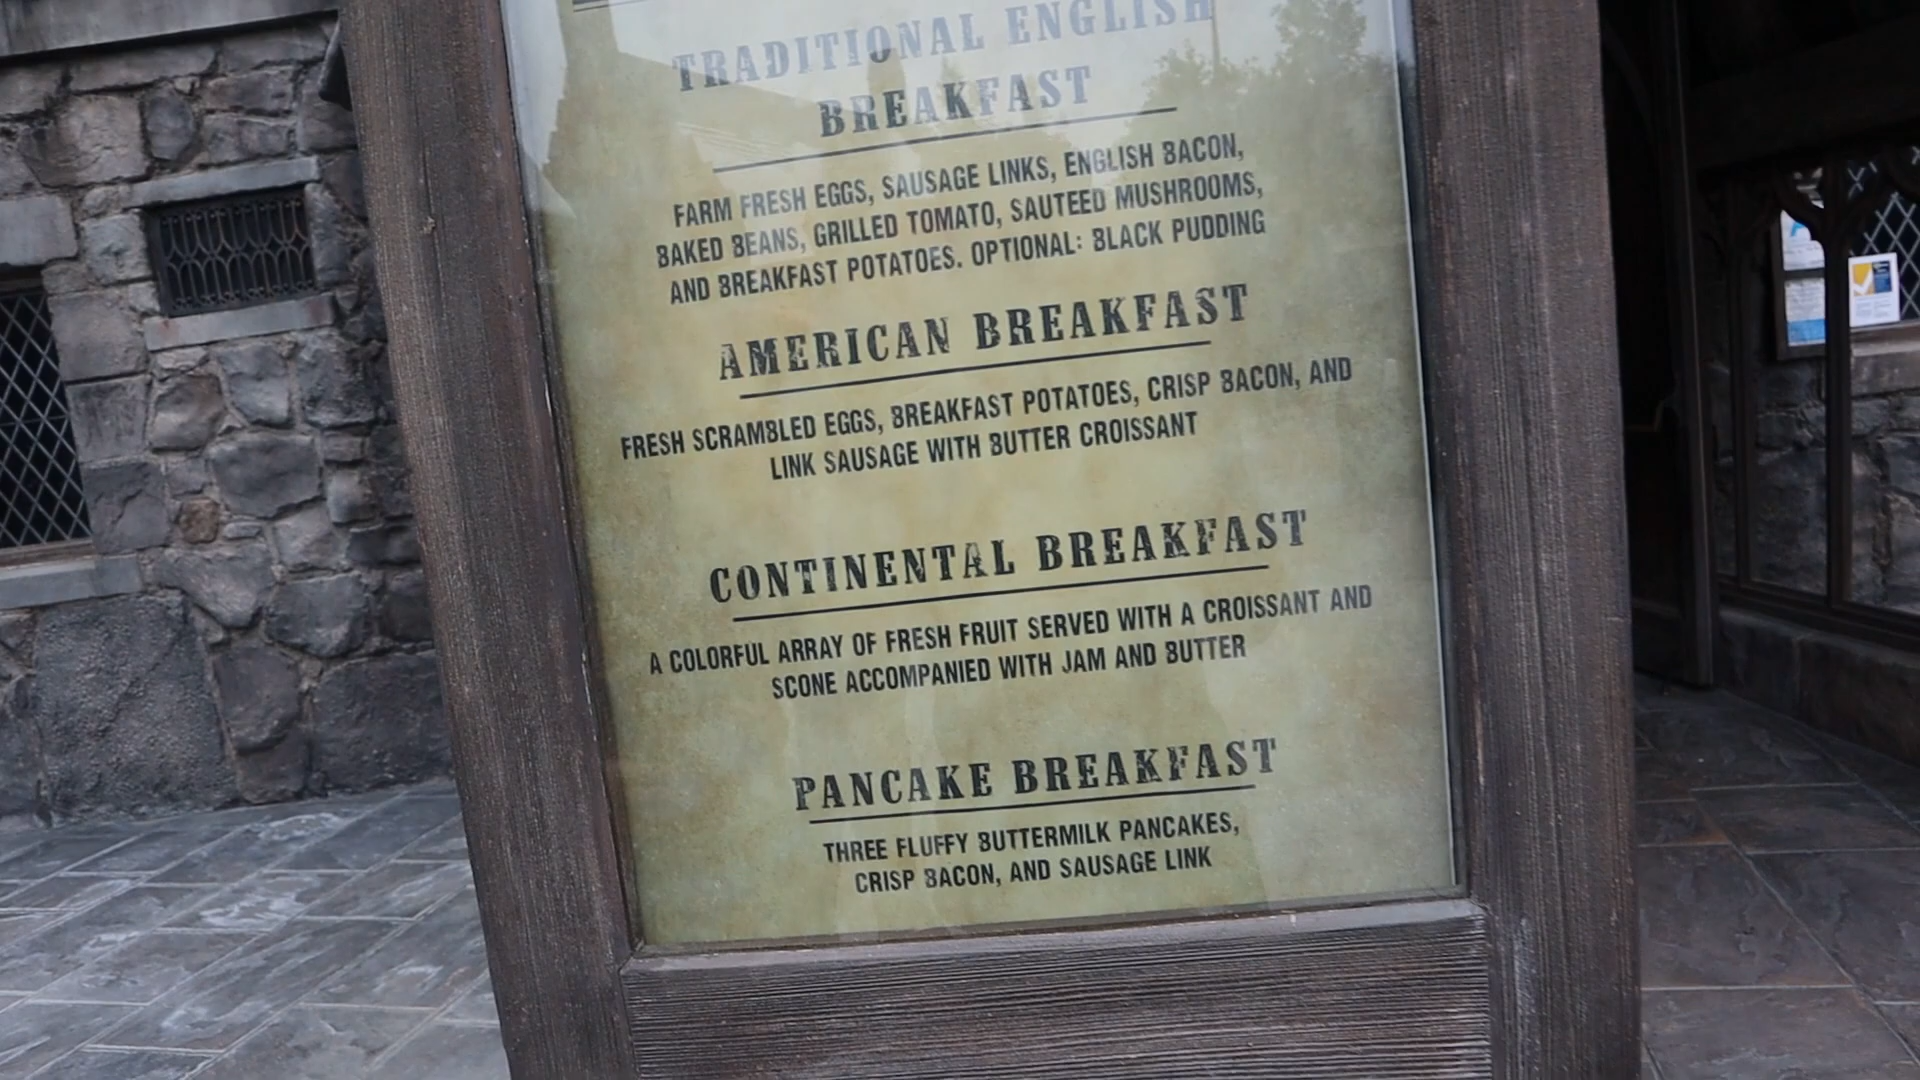 TRADITIONAL ENGLISH
BREAKFAST
FARM FRESH EGGS, SAUSAGE LINKS, ENGLISH BACON,
BAKED BEANS, GRILLED TOMATO, SAUTEED MUSHROOMS,
AND BREAKFAST POTATOES. OPTIONAL: BLACK PUDDING
AMERICAN BREAKFAST
FRESH SCRAMBLED EGGS, BREAKFAST POTATOES, CRISP BACON, AND
LINK SAUSAGE WITH BUTTER CROISSANT
CONTINENTAL BREAKFAST
A COLORFUL ARRAY OF FRESH FRUIT SERVED WITH A CROISSANT AND
SCONE ACCOMPANIED WITH JAM AND BUTTER
PANCAKE BREAKFAST
THREE FLUFFY BUTTERMILK PANCAKES,
CRISP BACON, AND SAUSAGE LINK